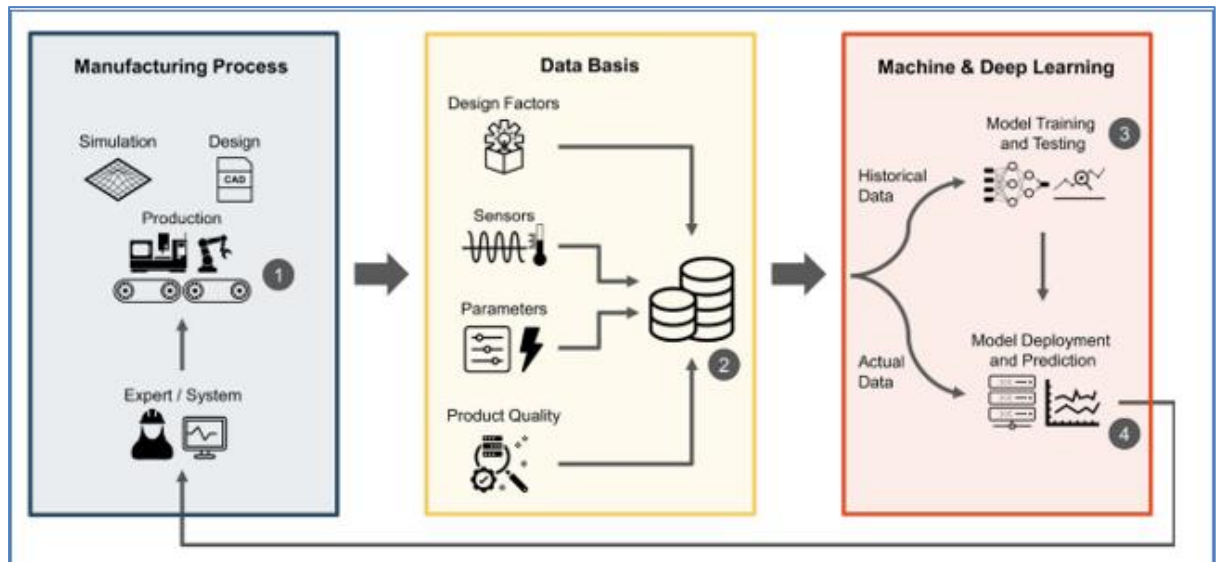 Manufacturing Process
Simulation
Design
CAD
Production
1
Expert / System
Data Basis
Design Factors
Sensors
Parameters
2
Product Quality
Machine & Deep Learning
Model Training
and Testing
3
Historical
Data
Model Deployment
and Prediction
Actual
Data
4